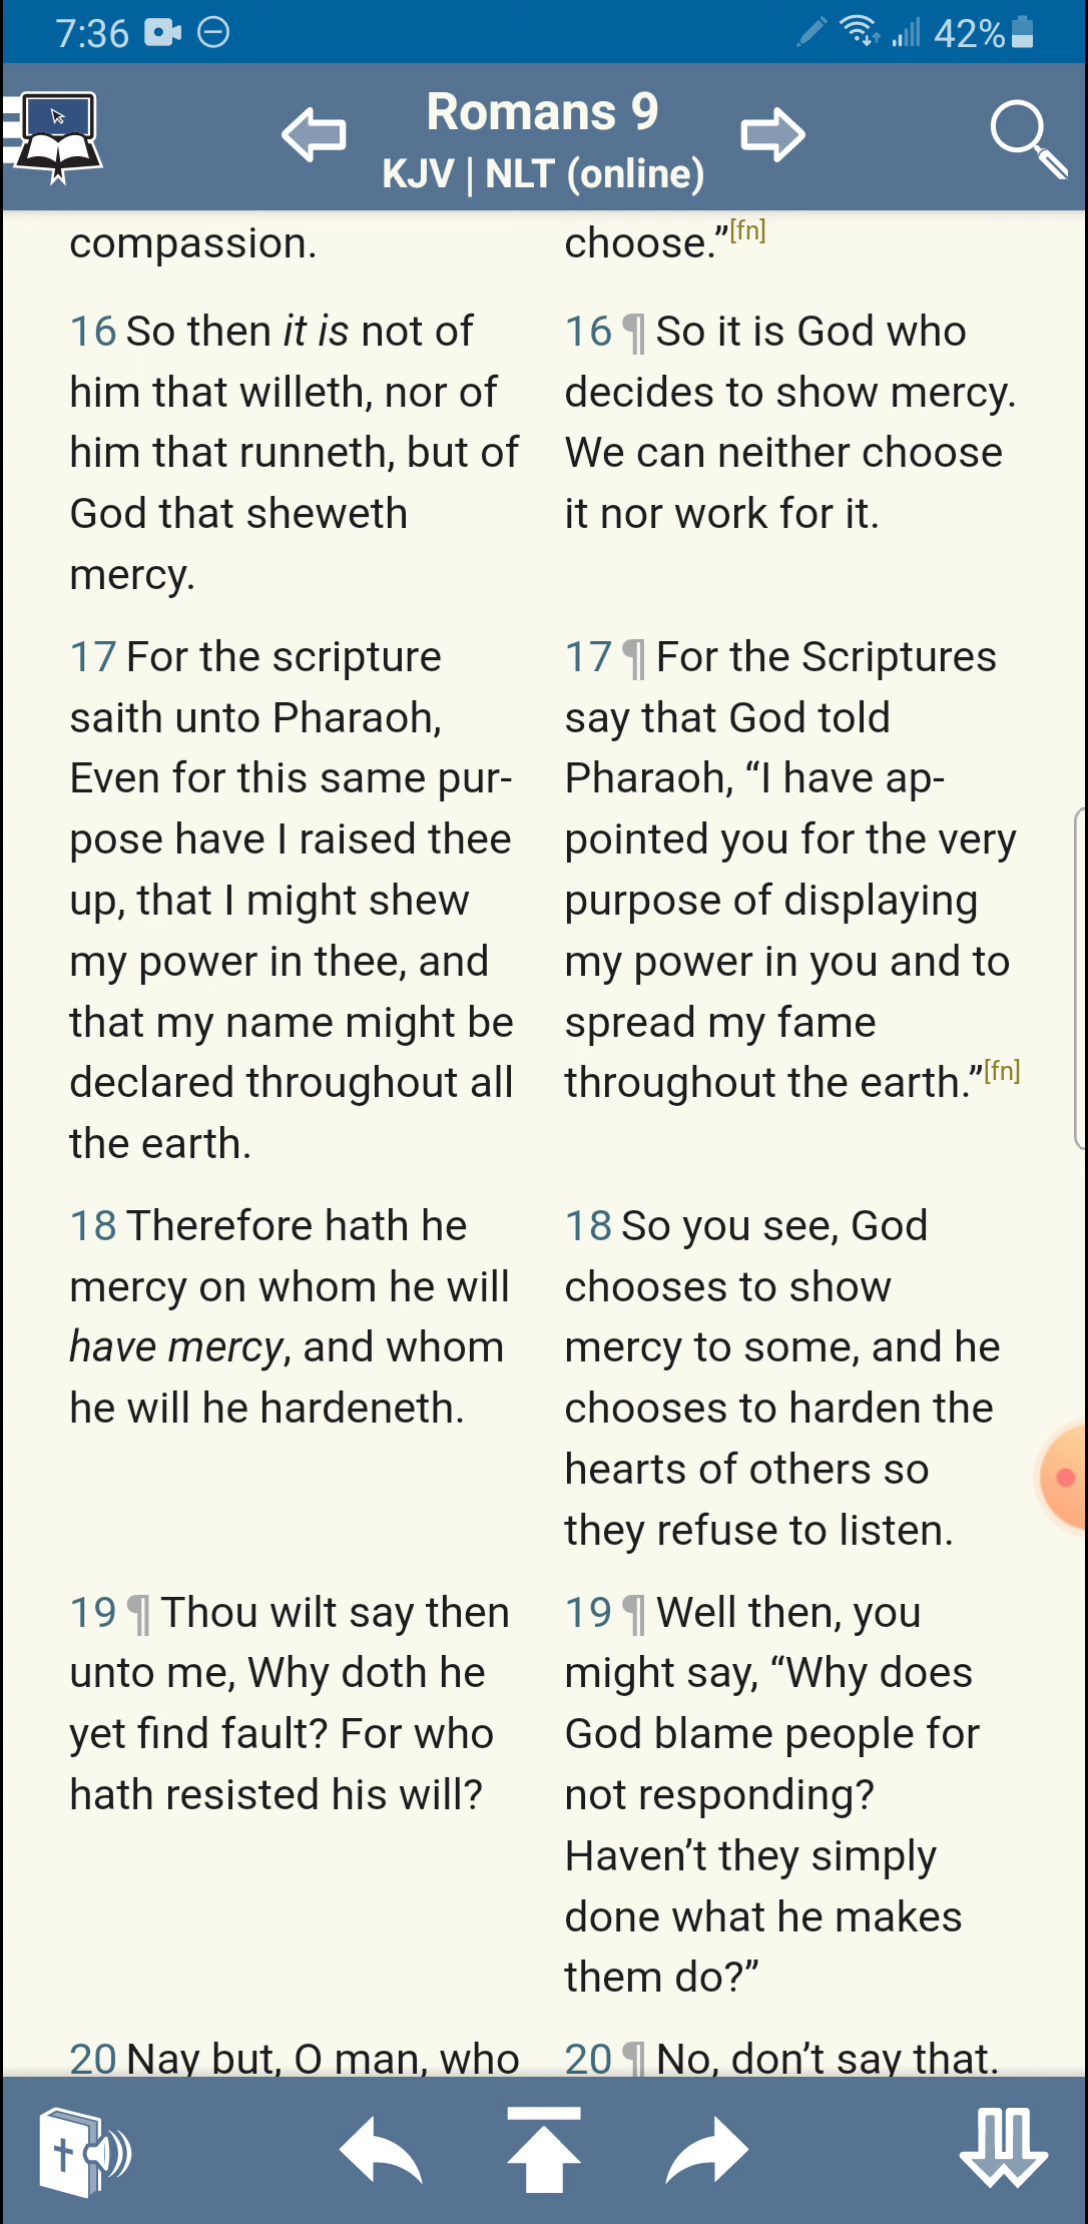 7:36
42%
Romans 9
KJV | NLT (online)
compassion.
16 So then it is not of
him that willeth, nor of
him that runneth, but of
God that sheweth
mercy.
17 For the scripture
saith unto Pharaoh,
Even for this same pur-
pose have I raised thee
up, that I might shew
my power in thee, and
that my name might be
declared throughout all
the earth.
18 Therefore hath he
mercy on whom he will
have mercy, and whom
he will he hardeneth.
19 ¶ Thou wilt say then
unto me, Why doth he
yet find fault? For who
hath resisted his will?
20 Nay but, O man, who
choose.”[fn]
16 ¶ So it is God who
decides to show mercy.
We can neither choose
it nor work for it.
17 ¶ For the Scriptures
say that God told
Pharaoh, “I have ap-
pointed you for the very
purpose of displaying
my power in you and to
spread my fame
throughout the earth.”[fn]
18 So you see, God
chooses to show
mercy to some, and he
chooses to harden the
hearts of others so
they refuse to listen.
19 ¶ Well then, you
might say, “Why does
God blame people for
not responding?
Haven’t they simply
done what he makes
them do?”
20 ¶ No, don’t say that.